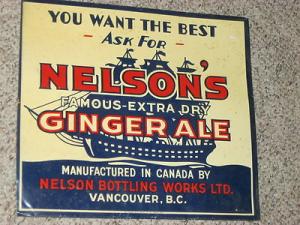 YOU WANT THE BEST
ASK FOR
NELSON'S
FAMOUS-EXTRA DRY
GINGER ALE
MANUFACTURED IN CANADA BY
NELSON BOTTLING WORKS LTD.
VANCOUVER, B.C.